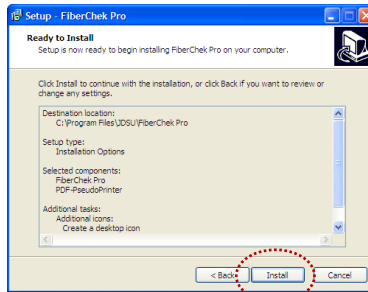 Setup - FiberChek Pro
Ready to Install
Setup is now ready to begin installing FiberChek Pro on your computer.
Click Install to continue with the installation, or click Back if you want to review or
change any settings.
Destination location:
C:\Program Files\JDSU\FiberChek Pro
Setup type:
Installation Options
Selected components:
FiberChek Pro
PDF-PseudoPrinter
Additional tasks:
Additional icons:
Create a desktop icon
< Back
Install
Cancel